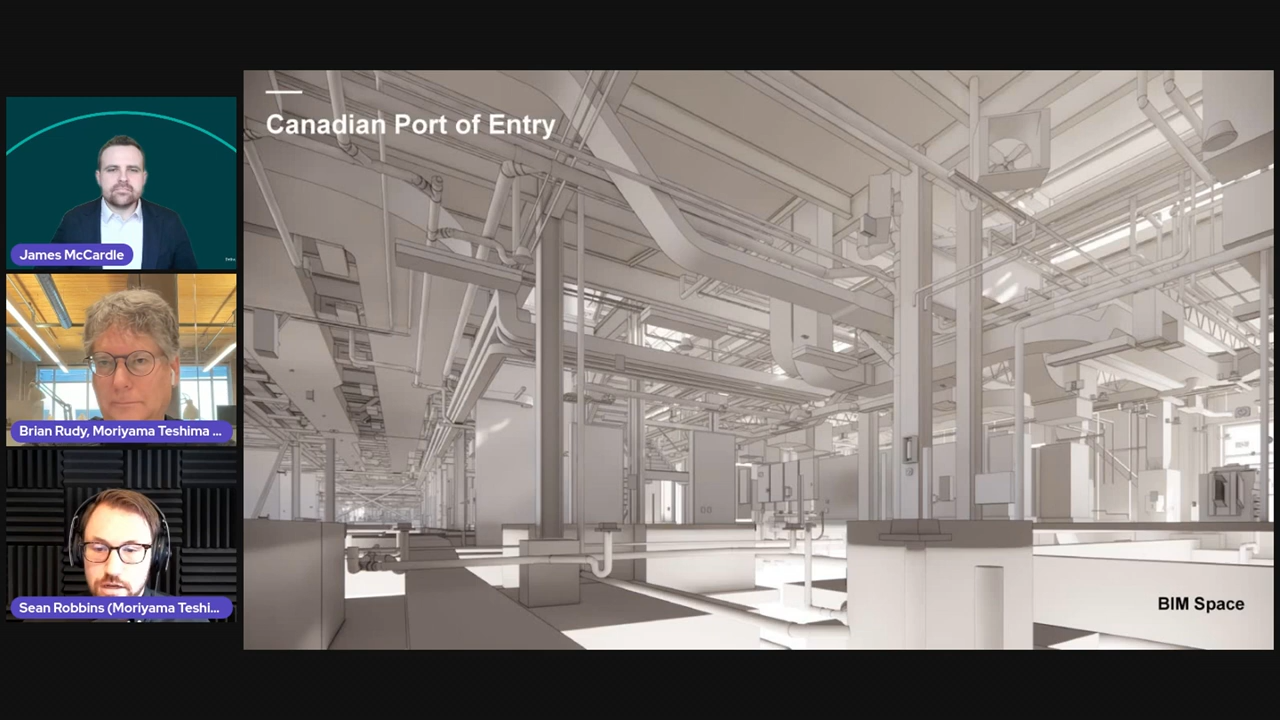 Canadian Port of Entry
James McCardle
Brian Rudy, Moriyama Teshima ...
Sean Robbins (Moriyama Teshi...
BIM Space